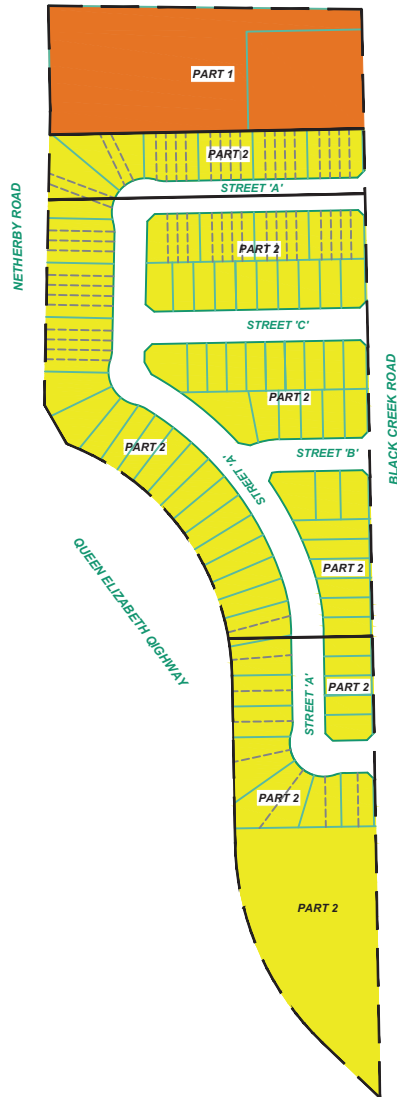 PART 1
PART 2
STREET 'A'
NETHERBY ROAD
PART 2
STREET 'C'
PART 2
BLACK CREEK ROAD
PART 2
STREET 'B'
STREET 'A'
QUEEN ELIZABETH QIGHWAY
PART 2
PART 2
STREET 'A'
PART 2
PART 2